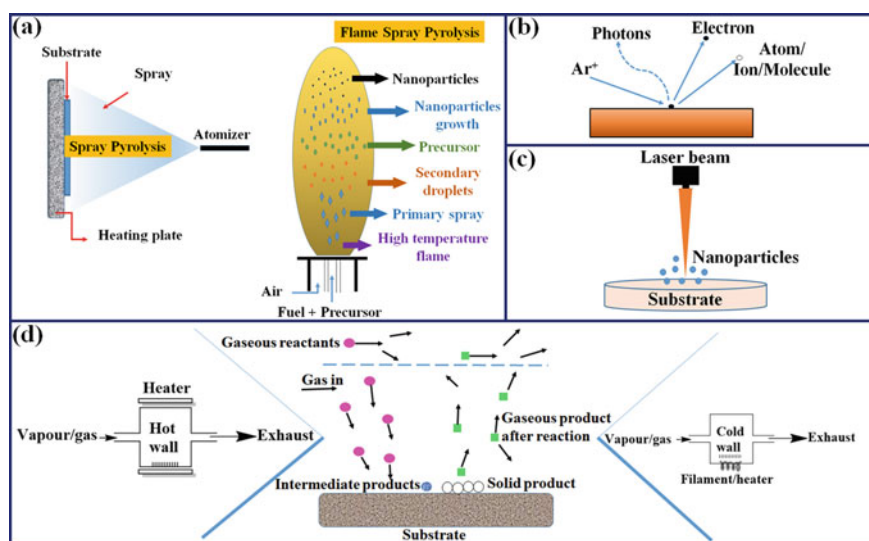 (a)
Substrate
Spray
Spray Pyrolysis
Atomizer
Heating plate
Flame Spray Pyrolysis
Nanoparticles
Nanoparticles
growth
Precursor
Secondary
droplets
Primary spray
High temperature
flame
Air
Fuel + Precursor
(b)
Photons
Electron
Ar+
Atom/
Ion/Molecule
(c)
Laser beam
Nanoparticles
Substrate
(d)
Heater
Vapour/gas
Hot
wall
Exhaust
Gaseous reactants
Gas in
Gaseous product
after reaction
Intermediate products
Solid product
Substrate
Vapour/gas
Cold
wall
Exhaust
Filament/heater